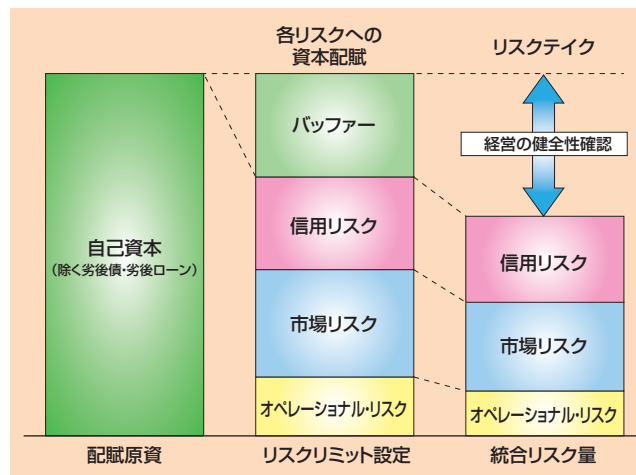 各リスクへの
資本配賦
リスクテイク
バッファー
経営の健全性確認
自己資本
（除く劣後債・劣後ローン）
信用リスク
信用リスク
市場リスク
市場リスク
オペレーショナル・リスク
オペレーショナル・リスク
配賦原資
リスクリミット設定
統合リスク量